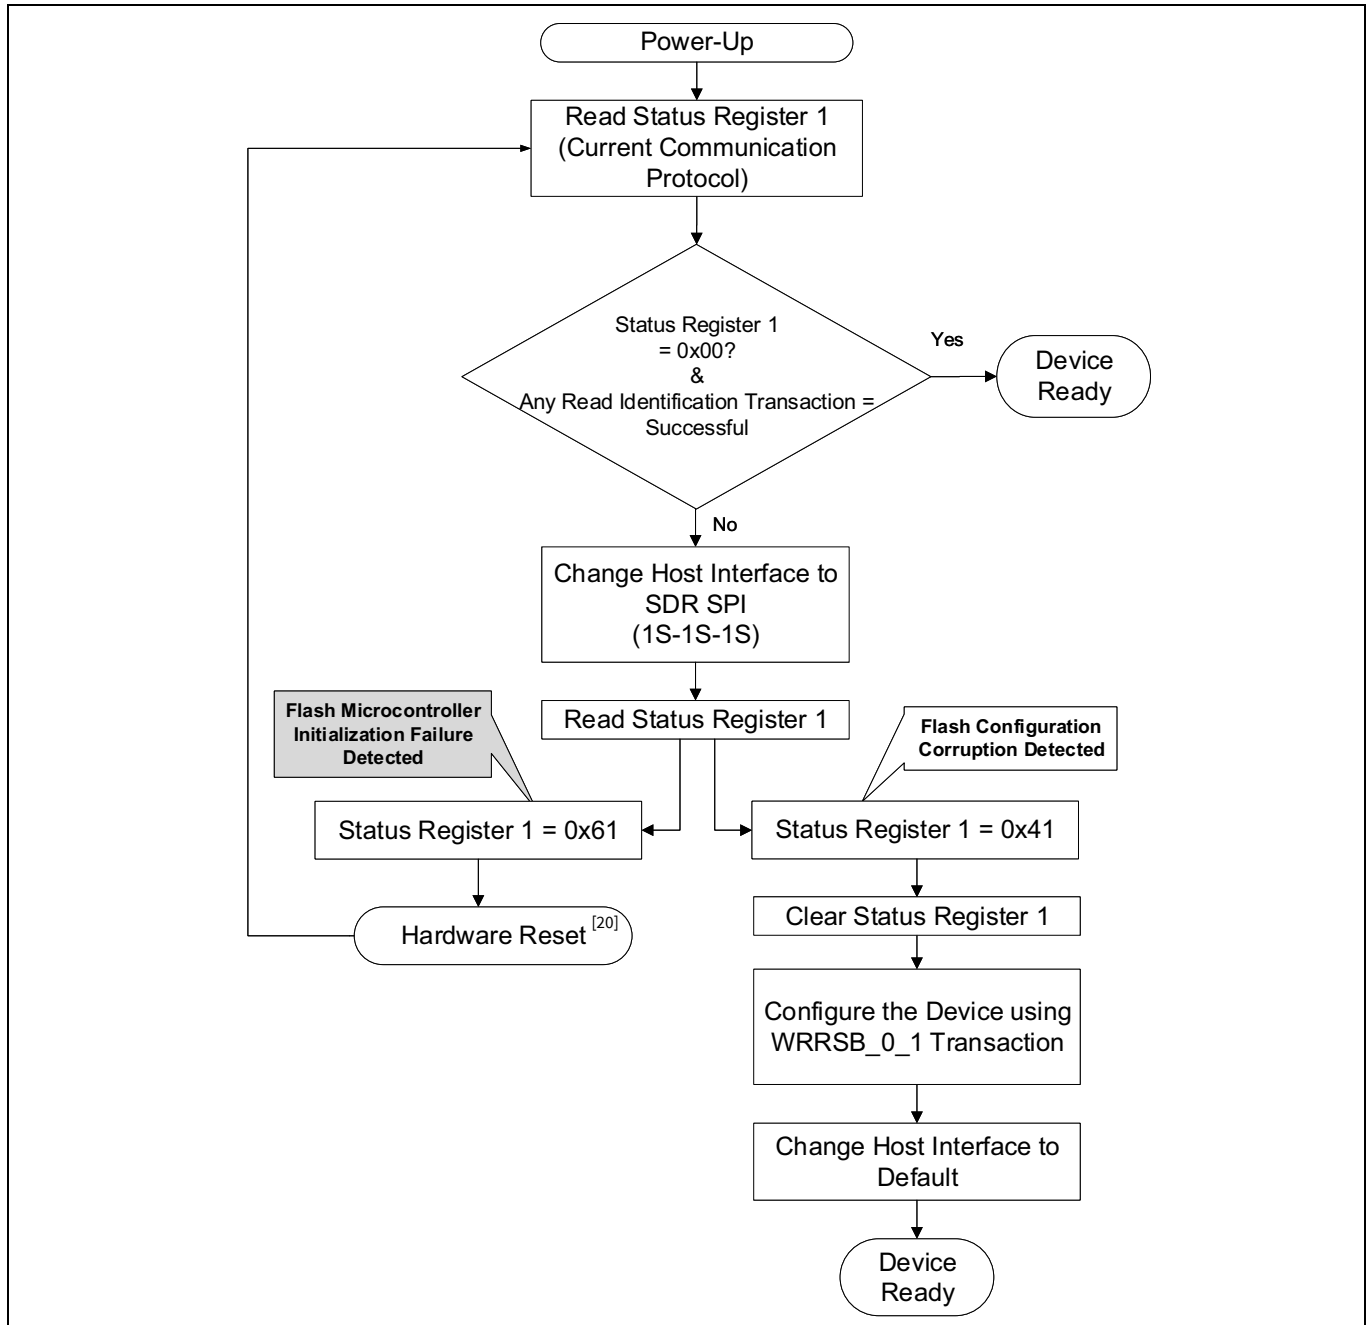 Power-Up
Read Status Register 1
(Current Communication
Protocol)
Status Register 1
= 0x00?
&
Any Read Identification Transaction =
Successful
Yes
Device
Ready
No
Change Host Interface to
SDR SPI
(1S-1S-1S)
Read Status Register 1
Flash Microcontroller
Initialization Failure
Detected
Flash Configuration
Corruption Detected
Status Register 1 = 0x61
Status Register 1 = 0x41
Hardware Reset [20]
Clear Status Register 1
Configure the Device using
WRRSB_0_1 Transaction
Change Host Interface to
Default
Device
Ready